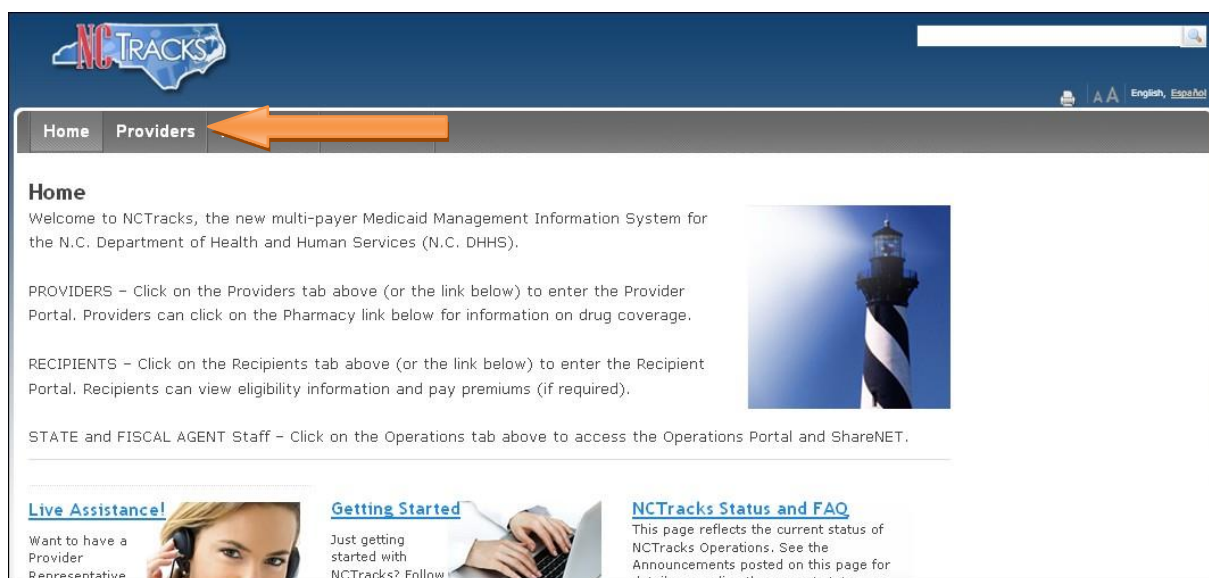 NCTRACKS
A A English, Español
Home Providers
Home
Welcome to NCTracks, the new multi-payer Medicaid Management Information System for
the N.C. Department of Health and Human Services (N.C. DHHS).
PROVIDERS – Click on the Providers tab above (or the link below) to enter the Provider
Portal. Providers can click on the Pharmacy link below for information on drug coverage.
RECIPIENTS – Click on the Recipients tab above (or the link below) to enter the Recipient
Portal. Recipients can view eligibility information and pay premiums (if required).
STATE and FISCAL AGENT Staff – Click on the Operations tab above to access the Operations Portal and ShareNET.
Live Assistance!
Want to have a
Provider
Representative
Getting Started
Just getting
started with
NCTracks? Follow
NCTracks Status and FAQ
This page reflects the current status of
NCTracks Operations. See the
Announcements posted on this page for